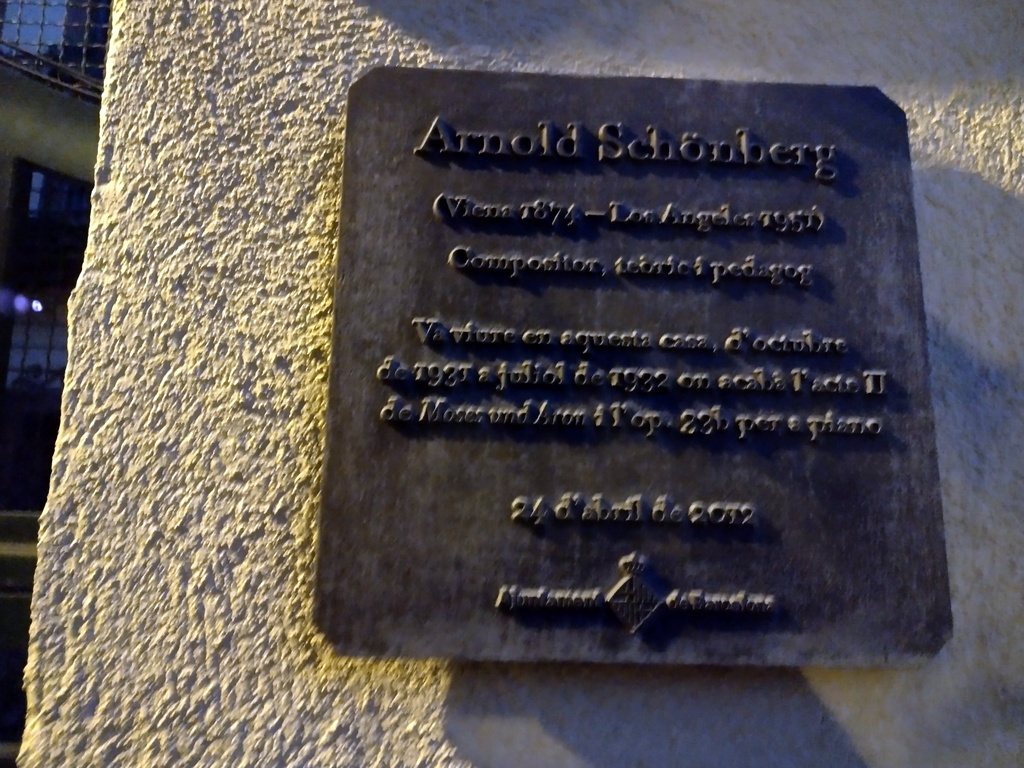 Arnold Schönberg
(Viena 1874 – Los Angeles 1951)
Compositor, teòric i pedagog
Va viure en aquesta casa, d'octubre
de 1931 a juliol de 1932 on acabà l'acte II
de Moses und Aron i l'op. 33b per a piano
24 d'abril de 2012
Ajuntament de Barcelona